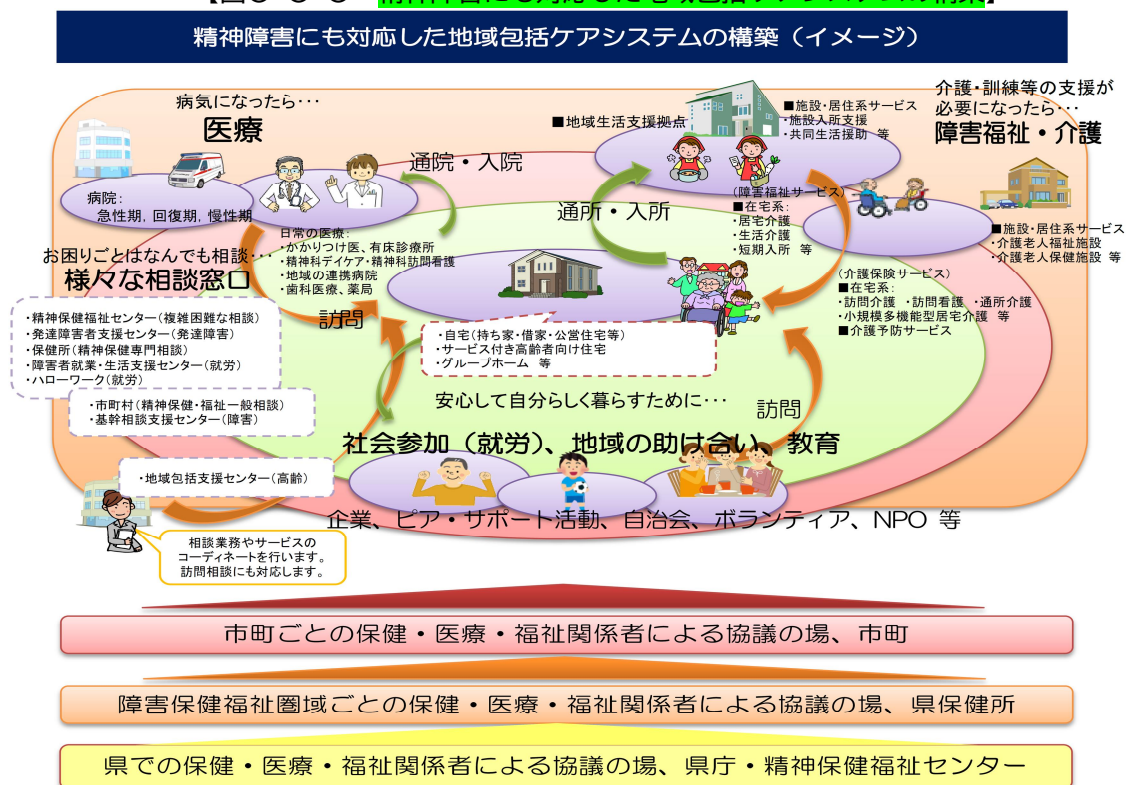 精神障害にも対応した地域包括ケアシステムの構築（イメージ）
病気になったら･･･
医療
■地域生活支援拠点
■施設・居住系サービス
・施設入所支援
・共同生活援助 等
介護・訓練等の支援が
必要になったら･･･
障害福祉・介護
通院・入院
病院：
急性期，回復期，慢性期
日常の医療：
・かかりつけ医、有床診療所
・精神科デイケア・精神科訪問看護
・地域の連携病院
・歯科医療、薬局
通所・入所
（障害福祉サービス）
■在宅系：
・居宅介護
・生活介護
・短期入所 等
■施設・居住系サービス
・介護老人福祉施設
・介護老人保健施設 等
（介護保険サービス）
■在宅系：
・訪問介護 ・訪問看護 ・通所介護
・小規模多機能型居宅介護 等
■介護予防サービス
お困りごとはなんでも相談･･･
様々な相談窓口
・精神保健福祉センター（複雑困難な相談）
・発達障害者支援センター（発達障害）
・保健所（精神保健専門相談）
・障害者就業・生活支援センター（就労）
・ハローワーク（就労）
・市町村（精神保健・福祉一般相談）
・基幹相談支援センター（障害）
・地域包括支援センター（高齢）
訪問
・自宅（持ち家・借家・公営住宅等）
・サービス付き高齢者向け住宅
・グループホーム 等
安心して自分らしく暮らすために･･･
訪問
社会参加（就労）、地域の助け合い、教育
企業、ピア・サポート活動、自治会、ボランティア、NPO 等
相談業務やサービスの
コーディネートを行います。
訪問相談にも対応します。
市町ごとの保健・医療・福祉関係者による協議の場、市町
障害保健福祉圏域ごとの保健・医療・福祉関係者による協議の場、県保健所
県での保健・医療・福祉関係者による協議の場、県庁・精神保健福祉センター